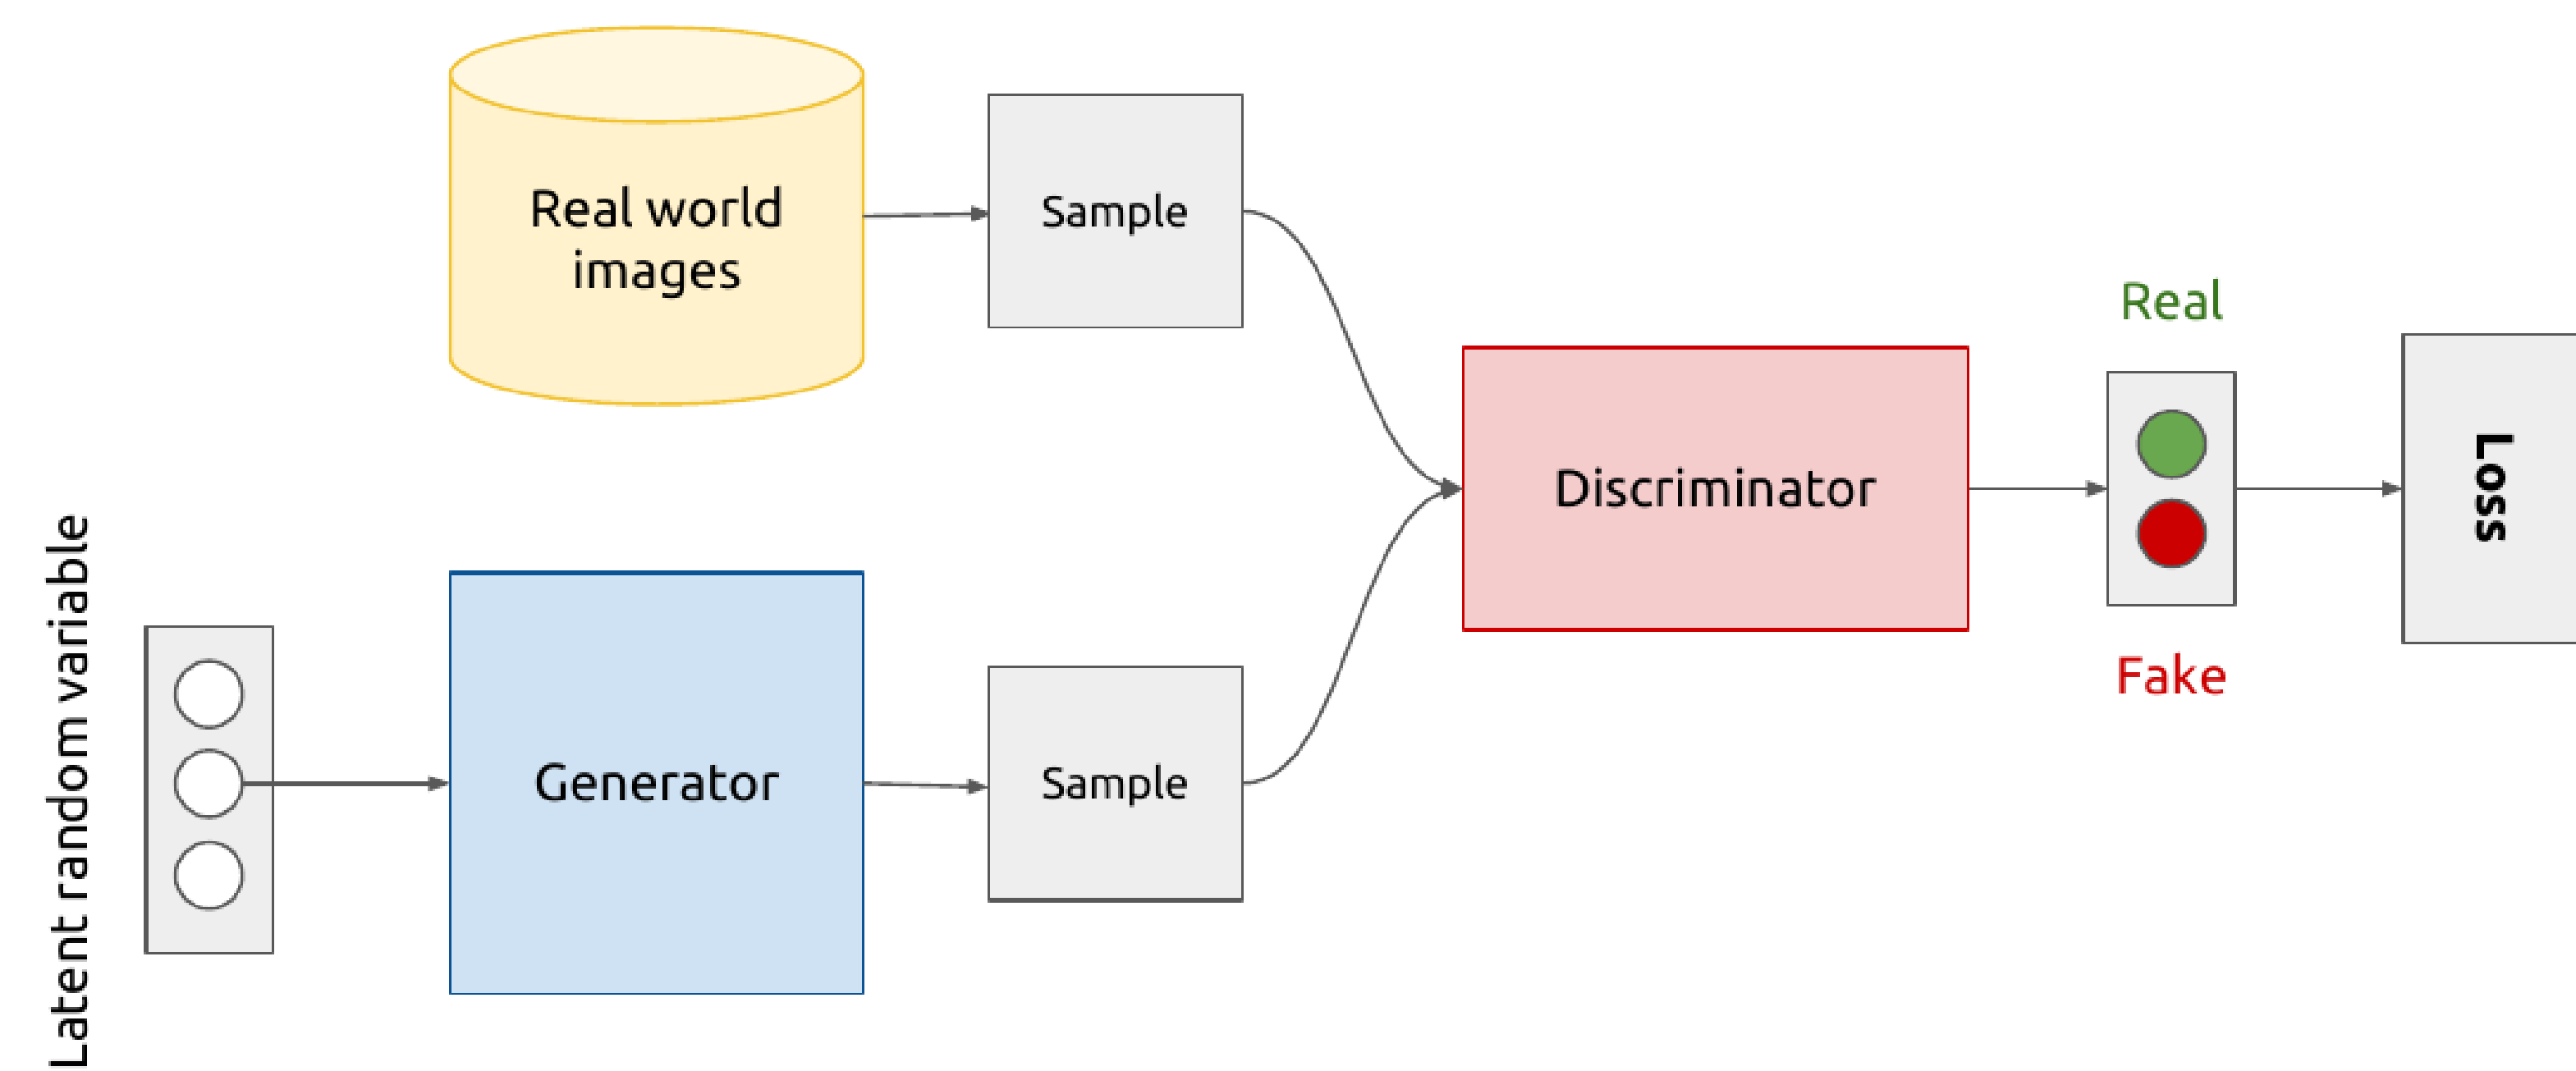 Real world
images
Sample
Real
Discriminator
Loss
Fake
Latent random variable
Generator
Sample